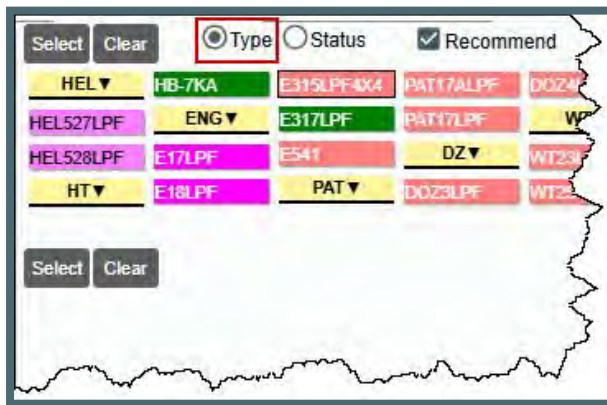 Select Clear Type Status Recommend
HEL▼ HB-7KA E315LPF4X4 PAT17ALPF
HEL527LPF ENG▼ E317LPF PAT17LPF
HEL528LPF E17LPF E541 DZ▼
HT▼ E18LPF PAT▼ DOZ3LPF
Select Clear